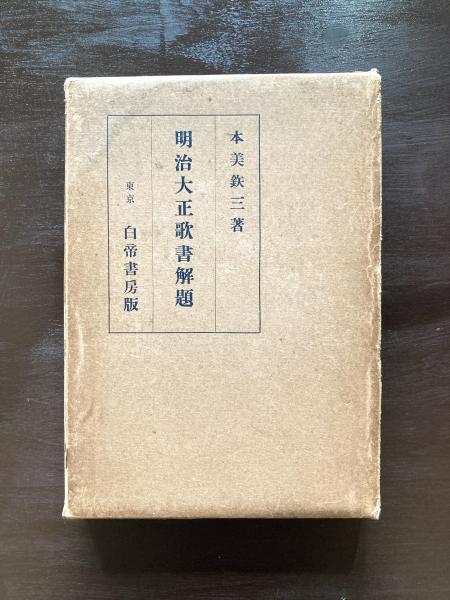 本美鉄三著
明治大正歌書解題
東京 白帝書房版